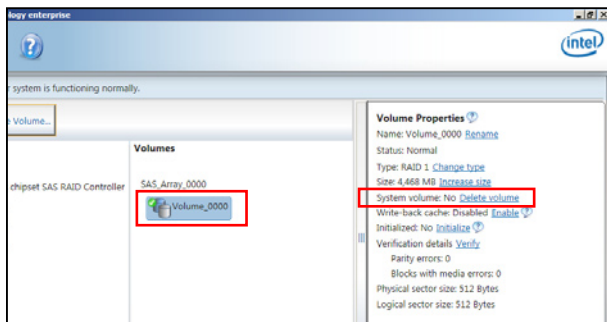 logy enterprise
intel
r system is functioning normally.
Volume...
Volumes
chipset SAS RAID Controller
SAS_Array_0000
Volume_0000
Volume Properties
Name: Volume_0000 Rename
Status: Normal
Type: RAID 1 Change type
Size: 4,468 MB Increase size
System volume: No Delete volume
Write-back cache: Disabled Enable
Initialized: No Initialize
Verification details Verify
Parity errors: 0
Blocks with media errors: 0
Physical sector size: 512 Bytes
Logical sector size: 512 Bytes